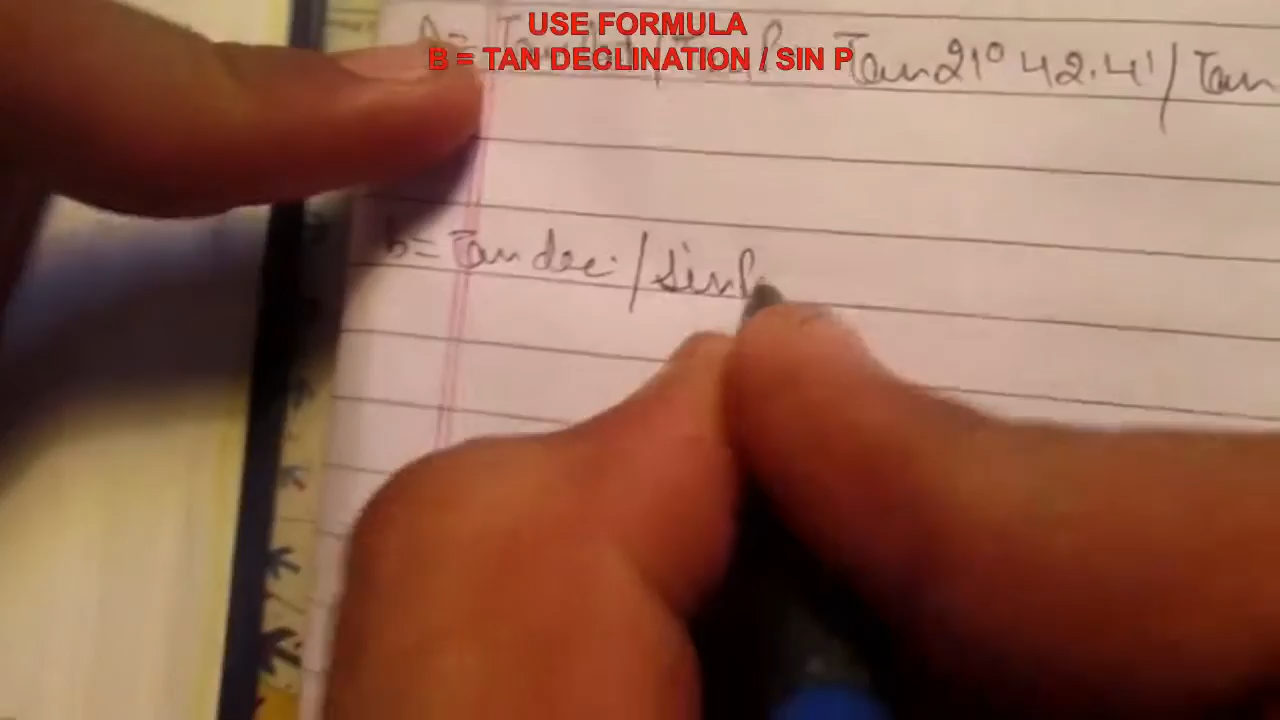 USE FORMULA
B = TAN DECLINATION / SIN P
Tan 21° 42.4' / Tan
b = Tan dec. / Sin P